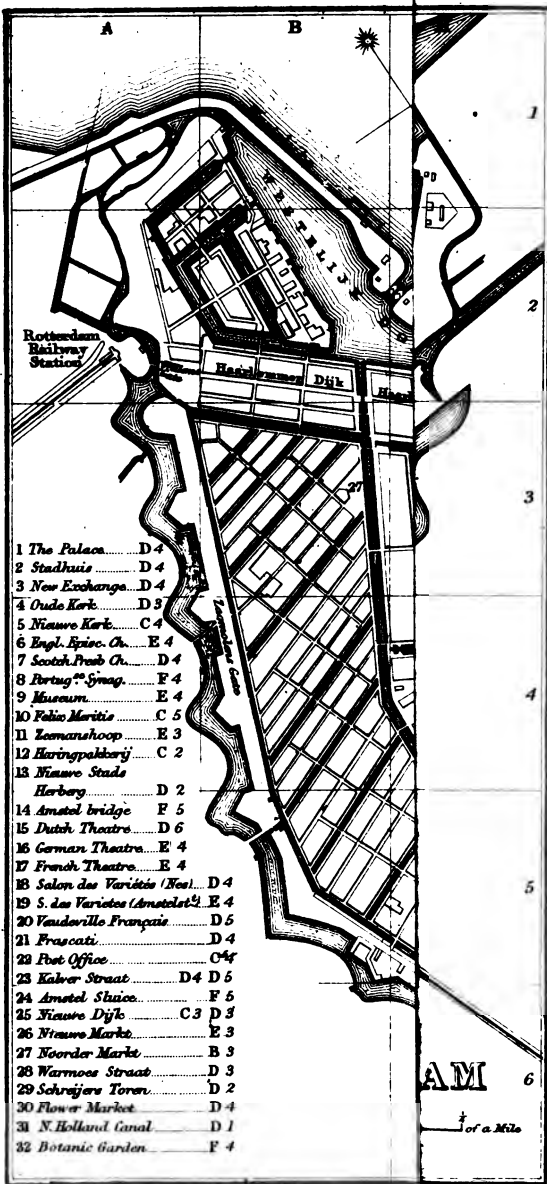 A B
1
WESTELIJK
2
Rotterdam
Railway
Station
Haarlemmer Dijk
27
3
1 The Palace D 4
2 Stadhuis D 4
3 New Exchange D 4
4 Oude Kerk D 3
5 Nieuwe Kerk C 4
6 Engl. Episc. Ch. E 4
7 Scotch Presb Ch. D 4
8 Portug.se Synag. F 4
9 Museum E 4
10 Felix Meritis C 5
11 Zeemanshoop E 3
12 Haringpakkerij C 2
13 Nieuwe Stads
Herberg D 2
14 Amstel bridge F 5
15 Dutch Theatre D 6
16 German Theatre E 4
17 French Theatre E 4
18 Salon des Variétés (Nes) D 4
19 S. des Varietes (Amstelst.) E 4
20 Vaudeville Français D 5
21 Frascati D 4
22 Post Office C 4
23 Kalver Straat D 4 D 5
24 Amstel Sluice F 5
25 Nieuwe Dijk C 3 D 3
26 Nieuwe Markt E 3
27 Noorder Markt B 3
28 Warmoes Straat D 3
29 Schreijers Toren D 2
30 Flower Market D 4
31 N. Holland Canal D 1
32 Botanic Garden F 4
4
5
AM
6
of a Mile